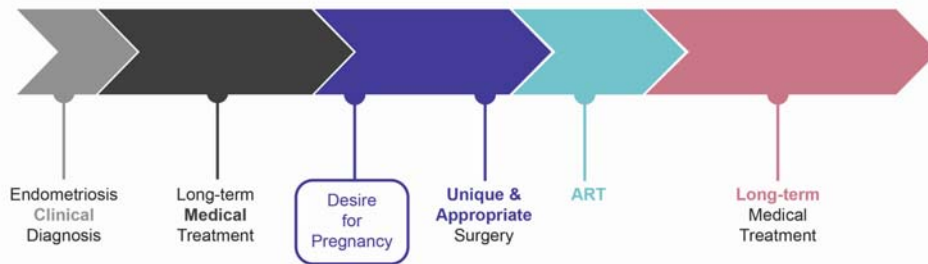 Endometriosis
Clinical
Diagnosis
Long-term
Medical
Treatment
Desire
for
Pregnancy
Unique &
Appropriate
Surgery
ART
Long-term
Medical
Treatment